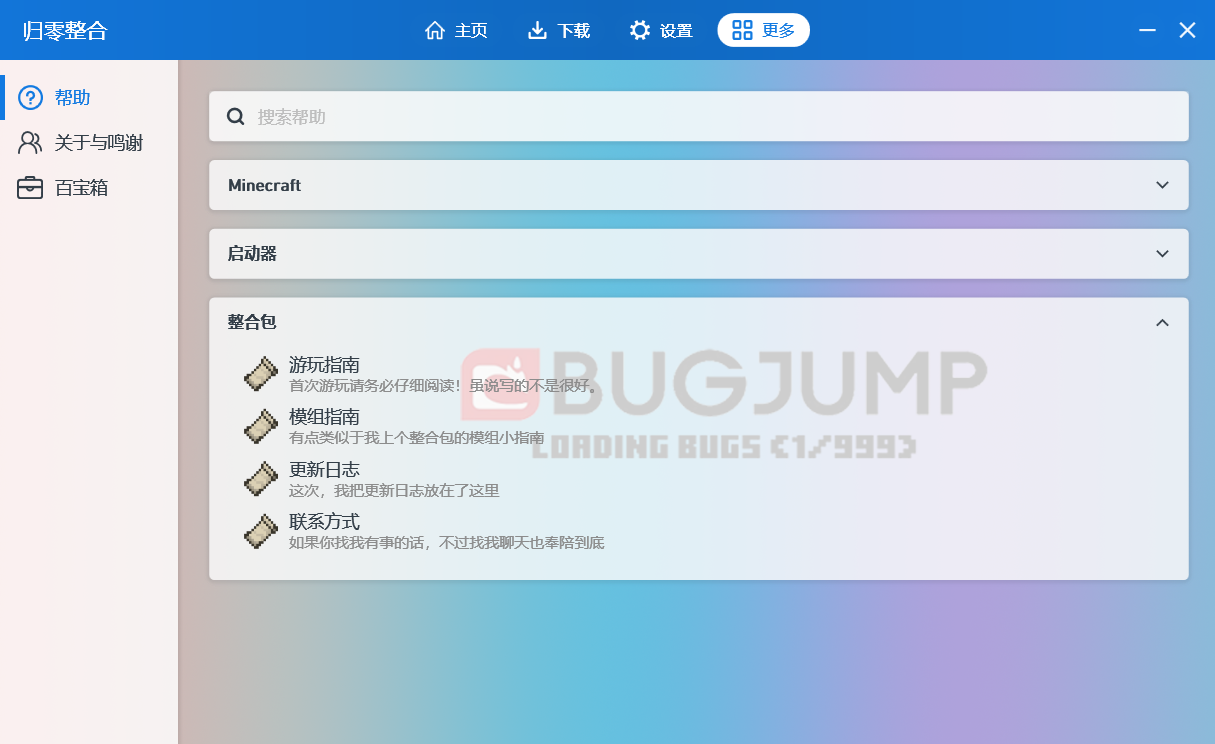 归零整合
主页
下载
设置
更多
帮助
关于与鸣谢
百宝箱
搜索帮助
Minecraft
启动器
整合包
游玩指南
首次游玩请务必仔细阅读！虽说写的不是很好。
模组指南
有点类似于我上个整合包的模组小指南
更新日志
这次，我把更新日志放在了这里
联系方式
如果你找我有事的话，不过找我聊天也奉陪到底
BUGJUMP
LOADING BUGS (1/999)